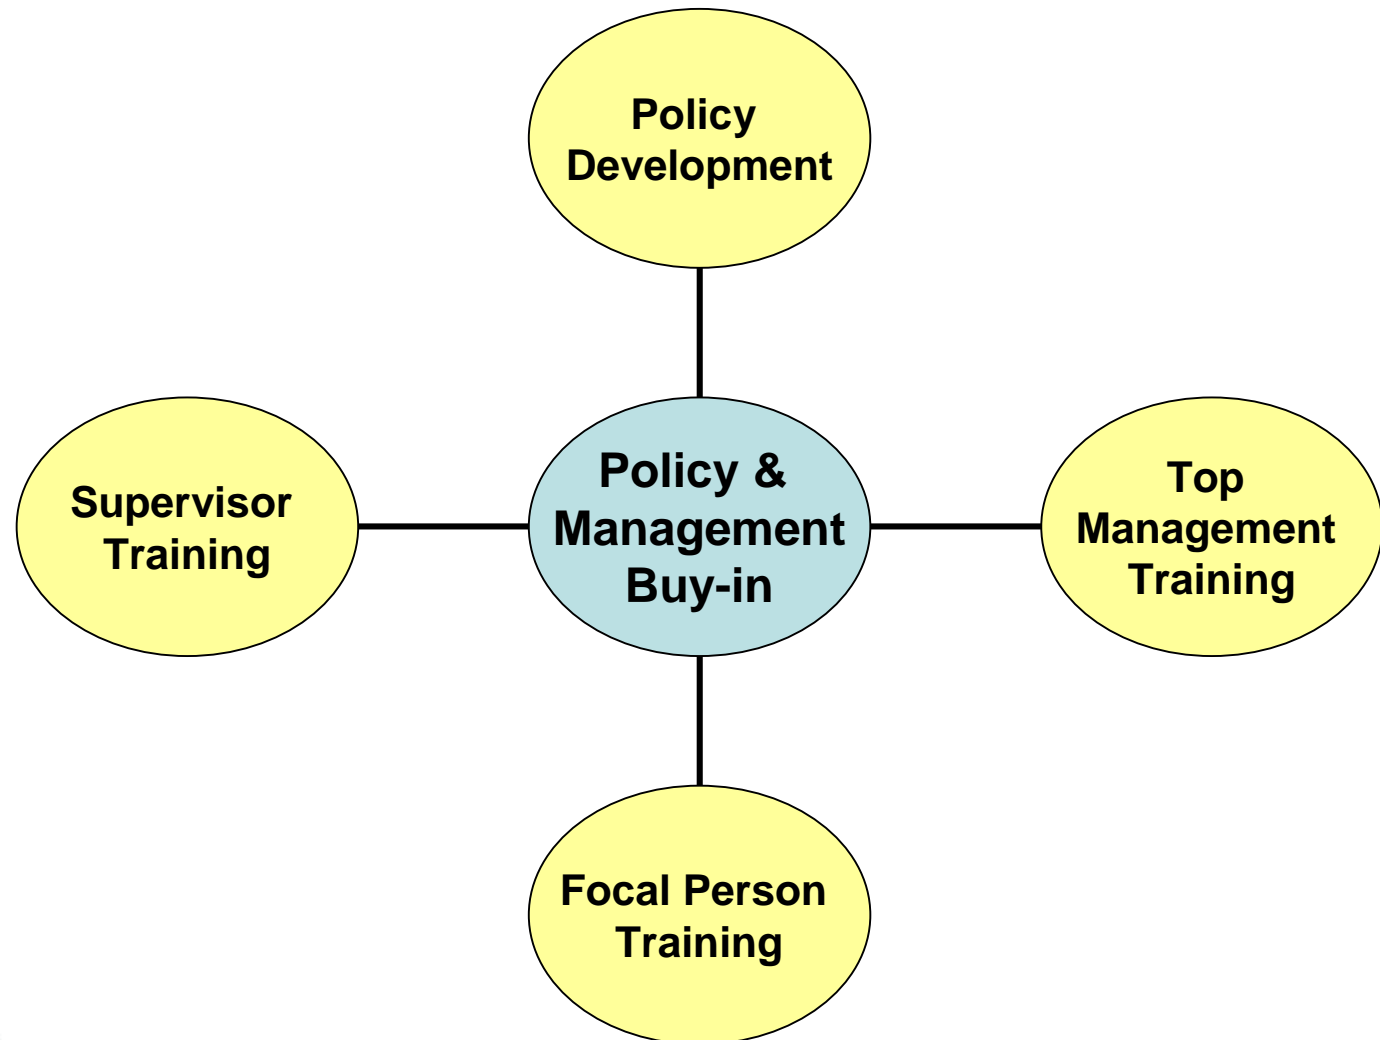 Policy
Development
Supervisor
Training
Policy &
Management
Buy-in
Top
Management
Training
Focal Person
Training